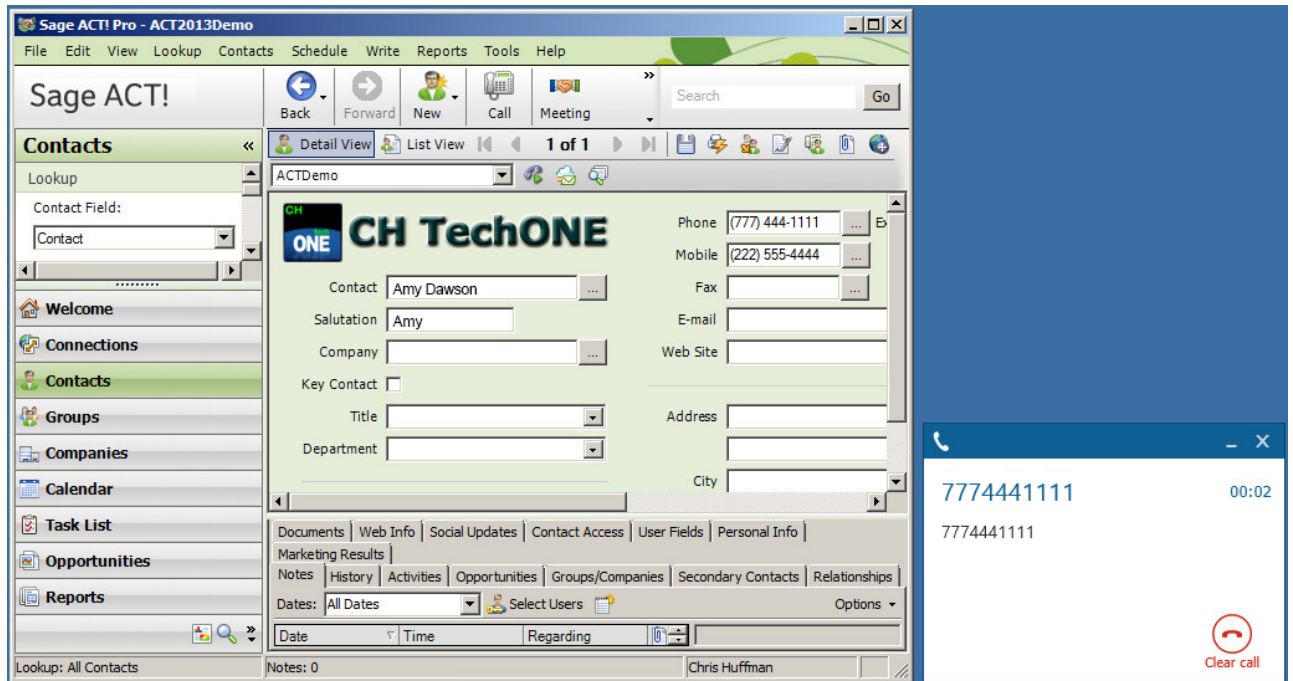 Sage ACT! Pro - ACT2013Demo
File Edit View Lookup Contacts Schedule Write Reports Tools Help
Sage ACT!
Back Forward New Call Meeting » Search Go
Contacts «
Detail View List View 1 of 1
Lookup
ACTDemo
Contact Field:
Contact
CH
ONE
CH TechONE
Phone (777) 444-1111 ... Ex
Mobile (222) 555-4444 ...
Contact Amy Dawson ... Fax ...
Salutation Amy E-mail
Company ... Web Site
Key Contact
Title Address
Department
City
Welcome
Connections
Contacts
Groups
Companies
Calendar
Task List
Opportunities
Reports
»
Documents Web Info Social Updates Contact Access User Fields Personal Info
Marketing Results
Notes History Activities Opportunities Groups/Companies Secondary Contacts Relationships
Dates: All Dates Select Users Options
Date Time Regarding
Lookup: All Contacts Notes: 0 Chris Huffman
7774441111 00:02
7774441111
Clear call